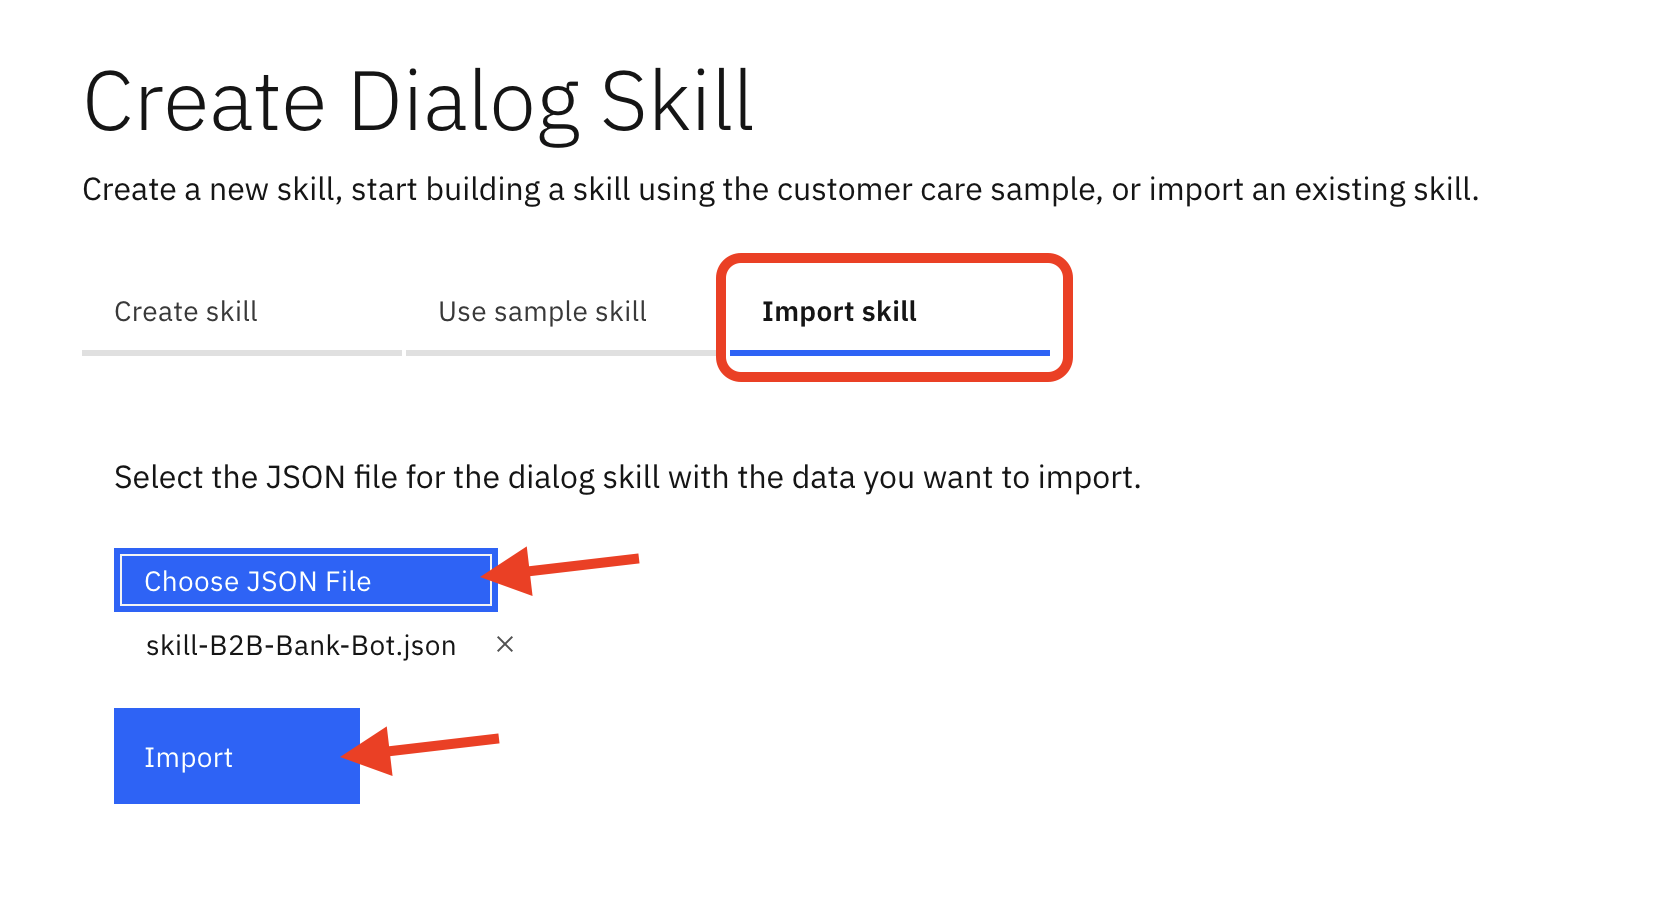 Create Dialog Skill
Create a new skill, start building a skill using the customer care sample, or import an existing skill.
Create skill
Use sample skill
Import skill
Select the JSON file for the dialog skill with the data you want to import.
Choose JSON File
skill-B2B-Bank-Bot.json
Import